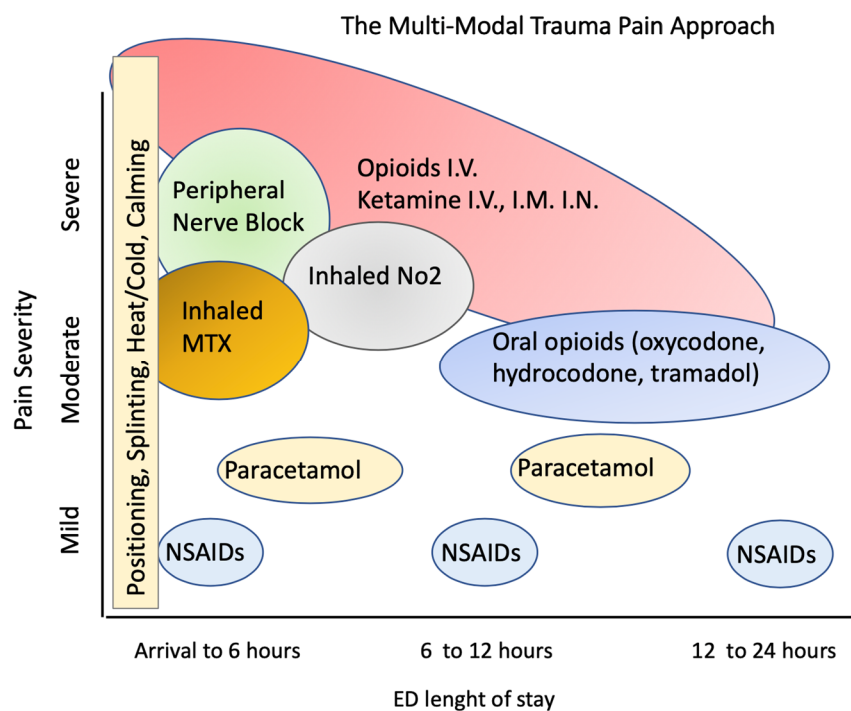 The Multi-Modal Trauma Pain Approach
Pain Severity
Severe
Moderate
Mild
Positioning, Splinting, Heat/Cold, Calming
Peripheral
Nerve Block
Opioids I.V.
Ketamine I.V., I.M. I.N.
Inhaled No2
Inhaled
MTX
Oral opioids (oxycodone,
hydrocodone, tramadol)
Paracetamol
Paracetamol
NSAIDs
NSAIDs
NSAIDs
Arrival to 6 hours
6 to 12 hours
12 to 24 hours
ED lenght of stay